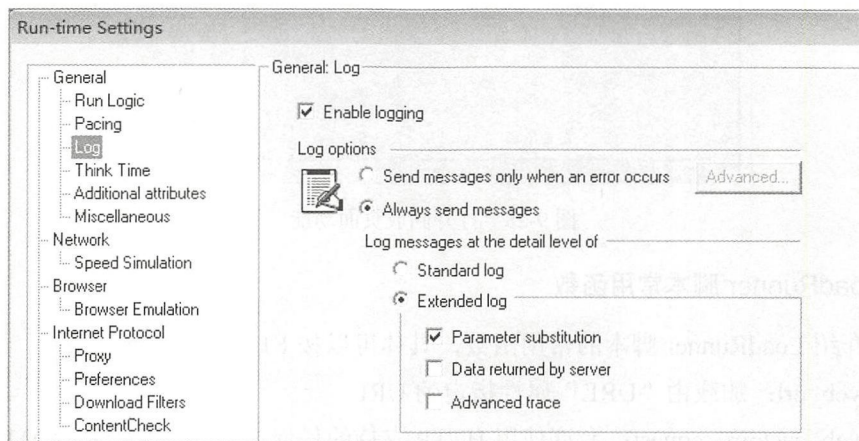 Run-time Settings
General
Run Logic
Pacing
Log
Think Time
Additional attributes
Miscellaneous
Network
Speed Simulation
Browser
Browser Emulation
Internet Protocol
Proxy
Preferences
Download Filters
ContentCheck
General: Log
Enable logging
Log options
Send messages only when an error occurs
Advanced...
Always send messages
Log messages at the detail level of
Standard log
Extended log
Parameter substitution
Data returned by server
Advanced trace